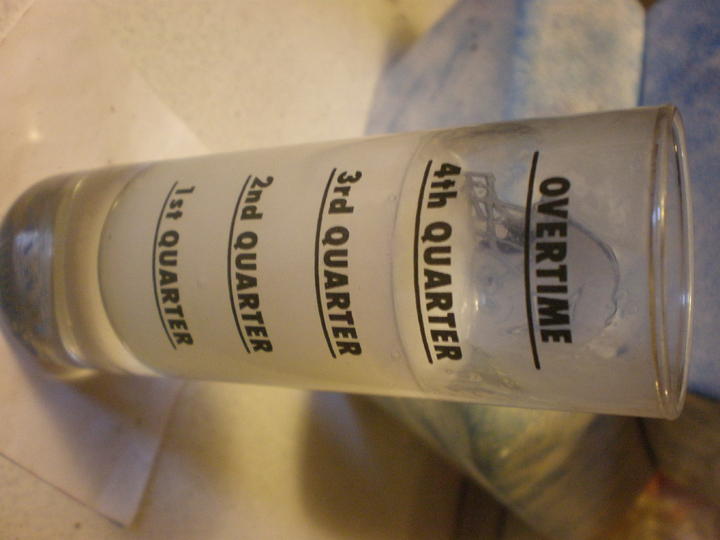 OVERTIME
4th QUARTER
3rd QUARTER
2nd QUARTER
1st QUARTER